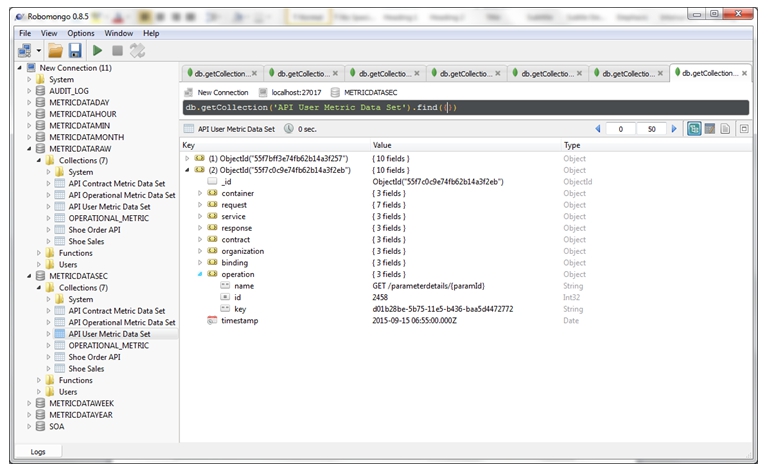 Robomongo 0.8.5
File View Options Window Help
New Connection (11)
System
AUDIT_LOG
METRICDATADAY
METRICDATAHOUR
METRICDATAMIN
METRICDATAMONTH
METRICDATARAW
Collections (7)
System
API Contract Metric Data Set
API Operational Metric Data Set
API User Metric Data Set
OPERATIONAL_METRIC
Shoe Order API
Shoe Sales
Functions
Users
METRICDATASEC
Collections (7)
System
API Contract Metric Data Set
API Operational Metric Data Set
API User Metric Data Set
OPERATIONAL_METRIC
Shoe Order API
Shoe Sales
Functions
Users
METRICDATAWEEK
METRICDATAYEAR
SOA
db.getCollectio... db.getCollectio... db.getCollectio... db.getCollectio... db.getCollectio... db.getCollectio... db.getCollection...
New Connection localhost:27017 METRICDATASEC
db.getCollection('API User Metric Data Set').find({})
API User Metric Data Set 0 sec. 0 50
Key Value Type
(1) ObjectId("55f7bff3e74fb62b14a3f257") { 10 fields } Object
(2) ObjectId("55f7c0c9e74fb62b14a3f2eb") { 10 fields } Object
_id ObjectId("55f7c0c9e74fb62b14a3f2eb") ObjectId
container { 3 fields } Object
request { 7 fields } Object
service { 3 fields } Object
response { 3 fields } Object
contract { 3 fields } Object
organization { 3 fields } Object
binding { 3 fields } Object
operation { 3 fields } Object
name GET /parameterdetails/{paramId} String
id 2458 Int32
key d01b28be-5b75-11e5-b436-baa5d4472772 String
timestamp 2015-09-15 06:55:00.000Z Date
Logs